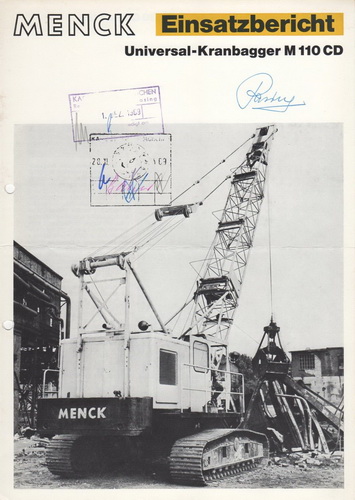 MENCK Einsatzbericht
Universal-Kranbagger M 110 CD
MENCK